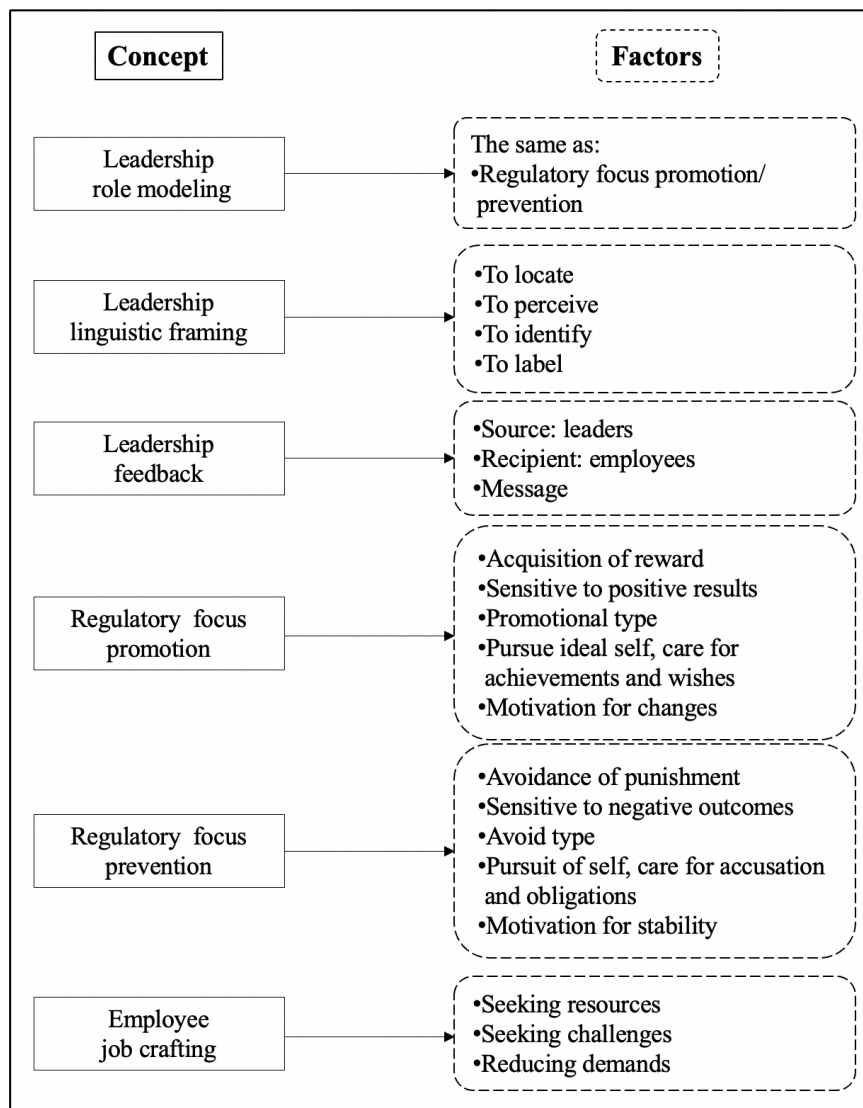 Concept
Factors
Leadership
role modeling
The same as:
•Regulatory focus promotion/
prevention
Leadership
linguistic framing
•To locate
•To perceive
•To identify
•To label
Leadership
feedback
•Source: leaders
•Recipient: employees
•Message
Regulatory focus
promotion
•Acquisition of reward
•Sensitive to positive results
•Promotional type
•Pursue ideal self, care for
achievements and wishes
•Motivation for changes
Regulatory focus
prevention
•Avoidance of punishment
•Sensitive to negative outcomes
•Avoid type
•Pursuit of self, care for accusation
and obligations
•Motivation for stability
Employee
job crafting
•Seeking resources
•Seeking challenges
•Reducing demands